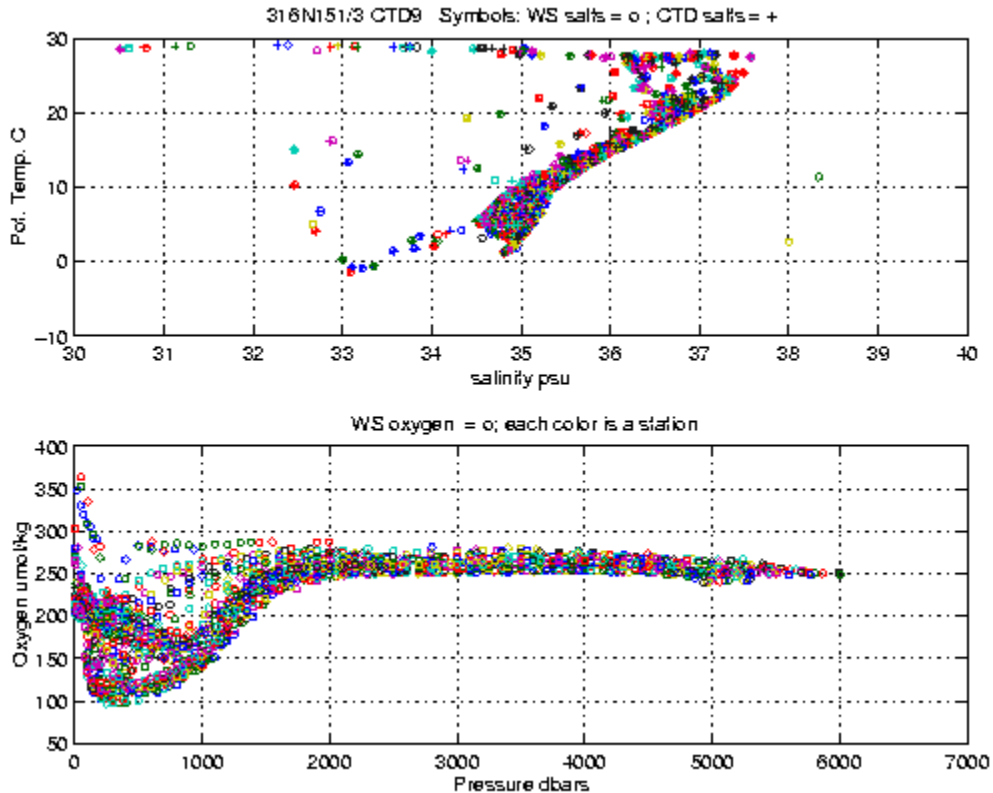 316N151/3 CTD9 Symbols: WS salts = o ; CTD salts = +
30
20
10
0
−10
Pot. Temp. C
30 31 32 33 34 35 36 37 38 39 40
salinity psu
WS oxygen = o; each color is a station
400
350
300
250
200
150
100
50
Oxygen umol/kg
0 1000 2000 3000 4000 5000 6000 7000
Pressure dbars